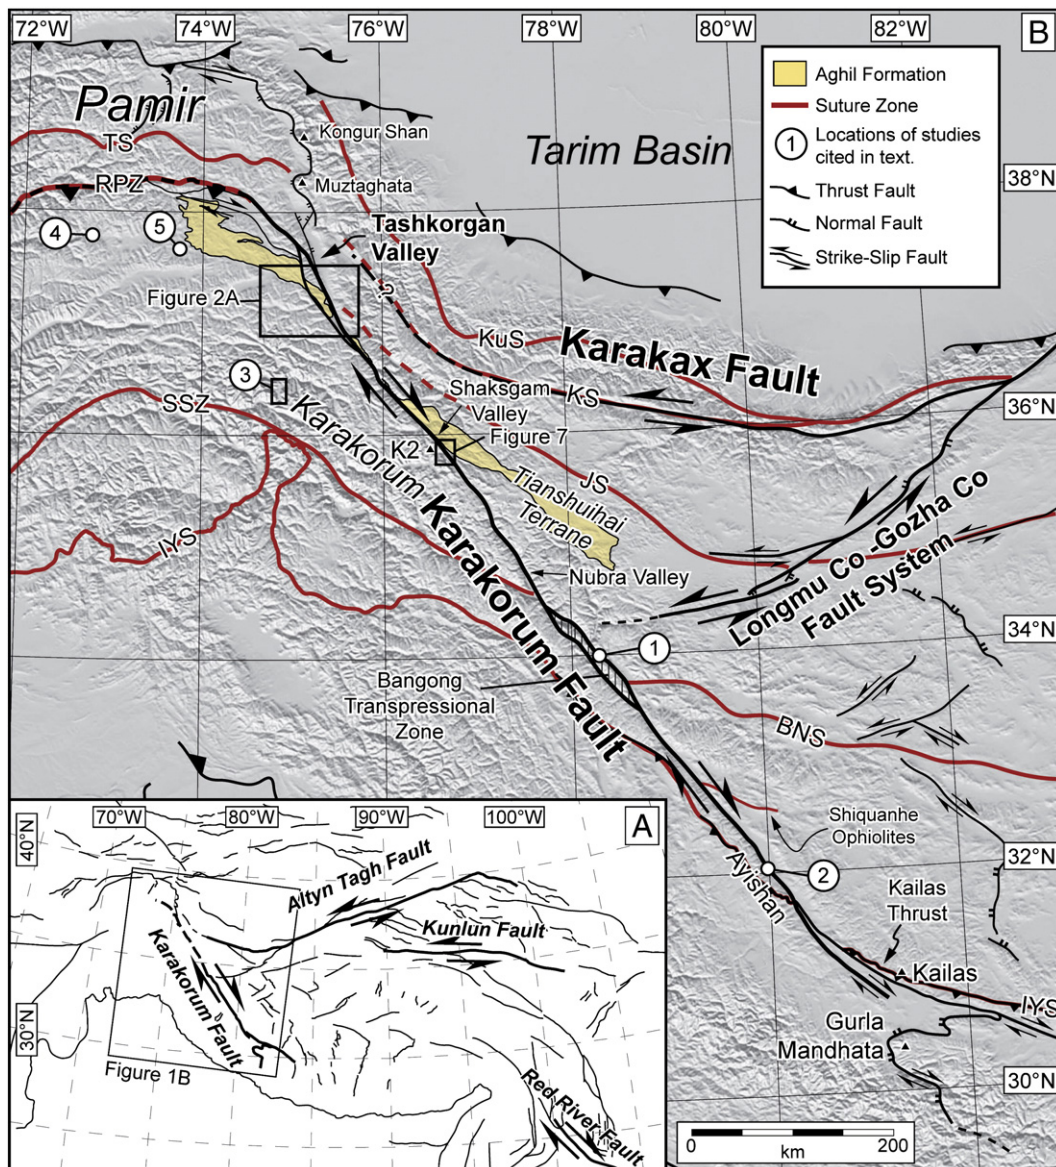 72°W
74°W
76°W
78°W
80°W
82°W
B
Aghil Formation
Suture Zone
1
Locations of studies
cited in text.
Thrust Fault
Normal Fault
Strike-Slip Fault
Pamir
TS
Kongur Shan
Tarim Basin
Muztaghata
38°N
RPZ
4
5
Tashkorgan
Valley
?
Figure 2A
KuS
Karakax Fault
KS
3
SSZ
Shaksgam
Valley
36°N
Karakorum
K2
Figure 7
JS
Tianshuihai
Terrane
IYS
Karakorum Fault
Nubra Valley
Longmu Co -Gozha Co
Fault System
34°N
1
Bangong
Transpressional
Zone
BNS
Shiquanhe
Ophiolites
32°N
2
Ayishan
Kailas
Thrust
Kailas
IYS
Gurla
Mandhata
30°N
0
200
km
A
70°W
80°W
90°W
100°W
40°N
30°N
Altyn Tagh Fault
Kunlun Fault
Karakorum Fault
Figure 1B
Red River Fault